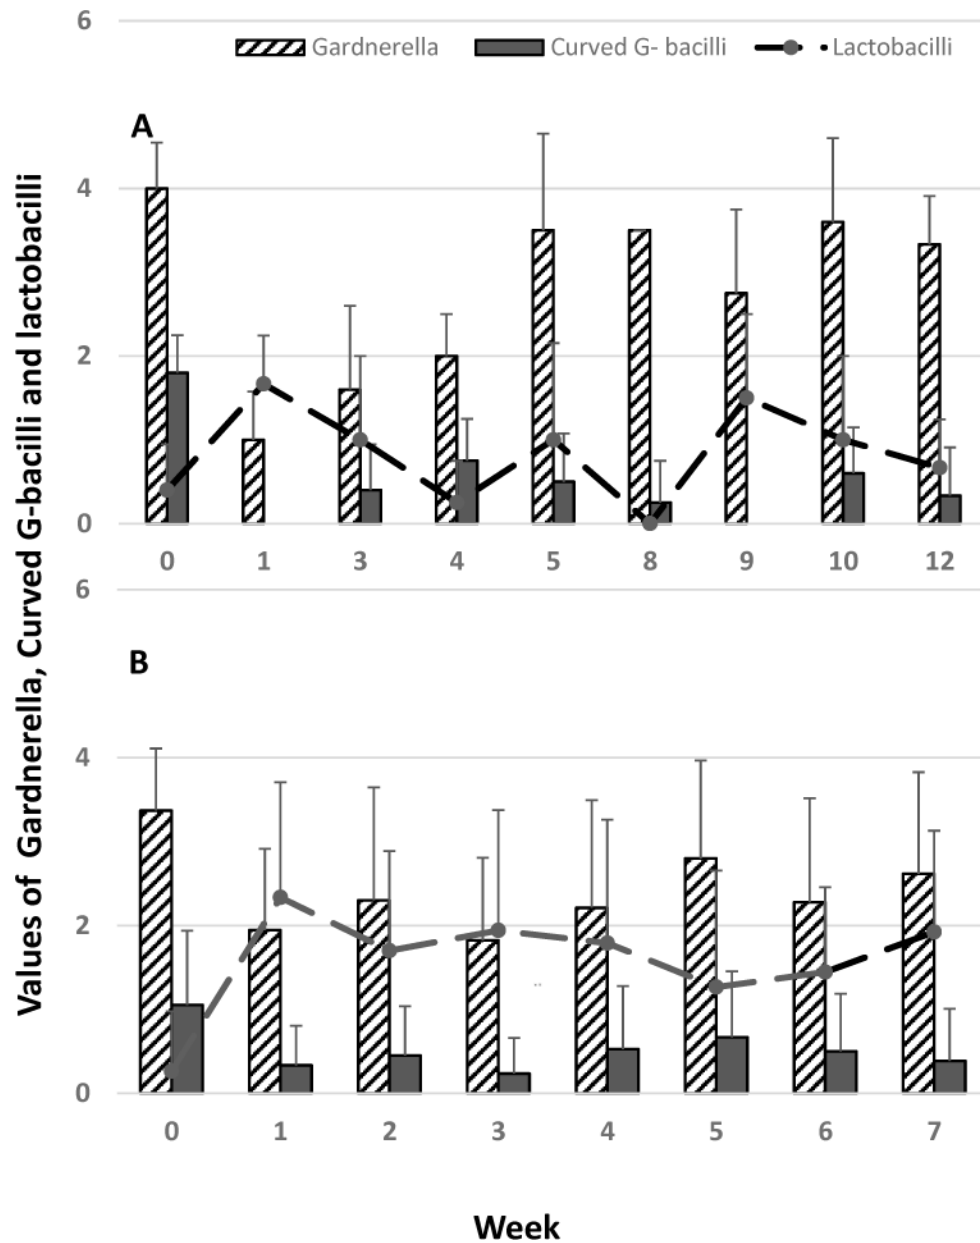 6
Gardnerella Curved G- bacilli Lactobacilli
A
4
2
0
0 1 3 4 5 8 9 10 12
6
B
4
2
0
0 1 2 3 4 5 6 7
Values of Gardnerella, Curved G-bacilli and lactobacilli
Week